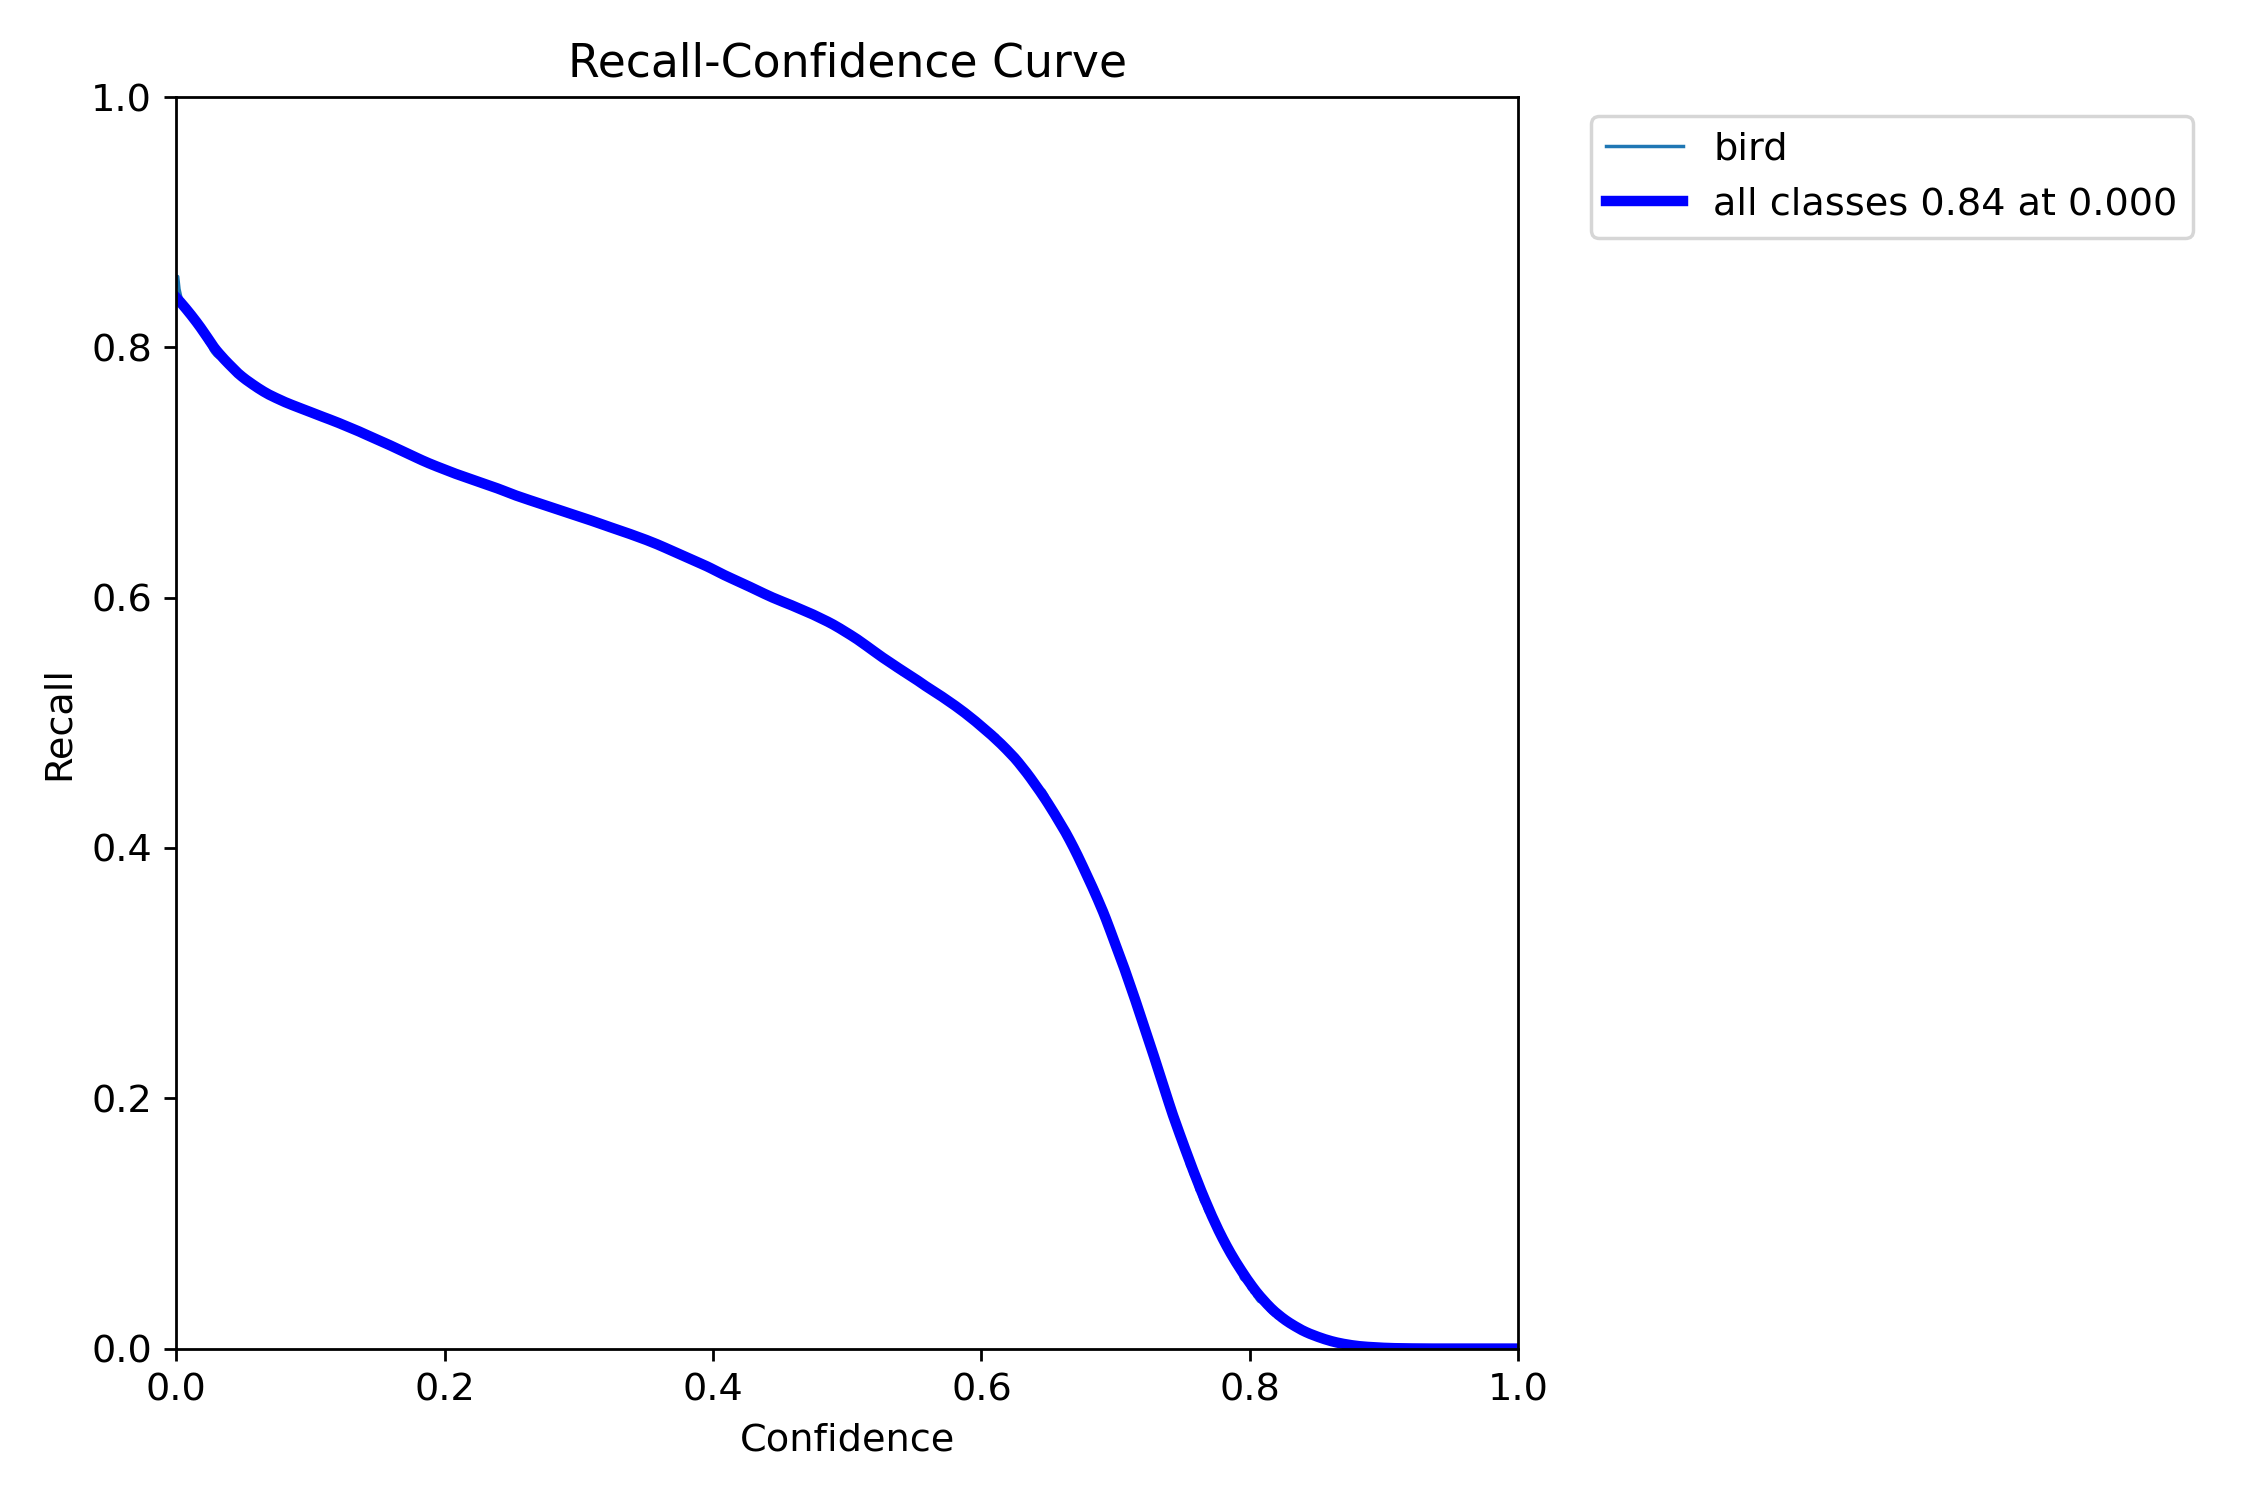 Recall-Confidence Curve
bird
all classes 0.84 at 0.000
1.0
0.8
0.6
0.4
0.2
0.0
Recall
0.0 0.2 0.4 0.6 0.8 1.0
Confidence